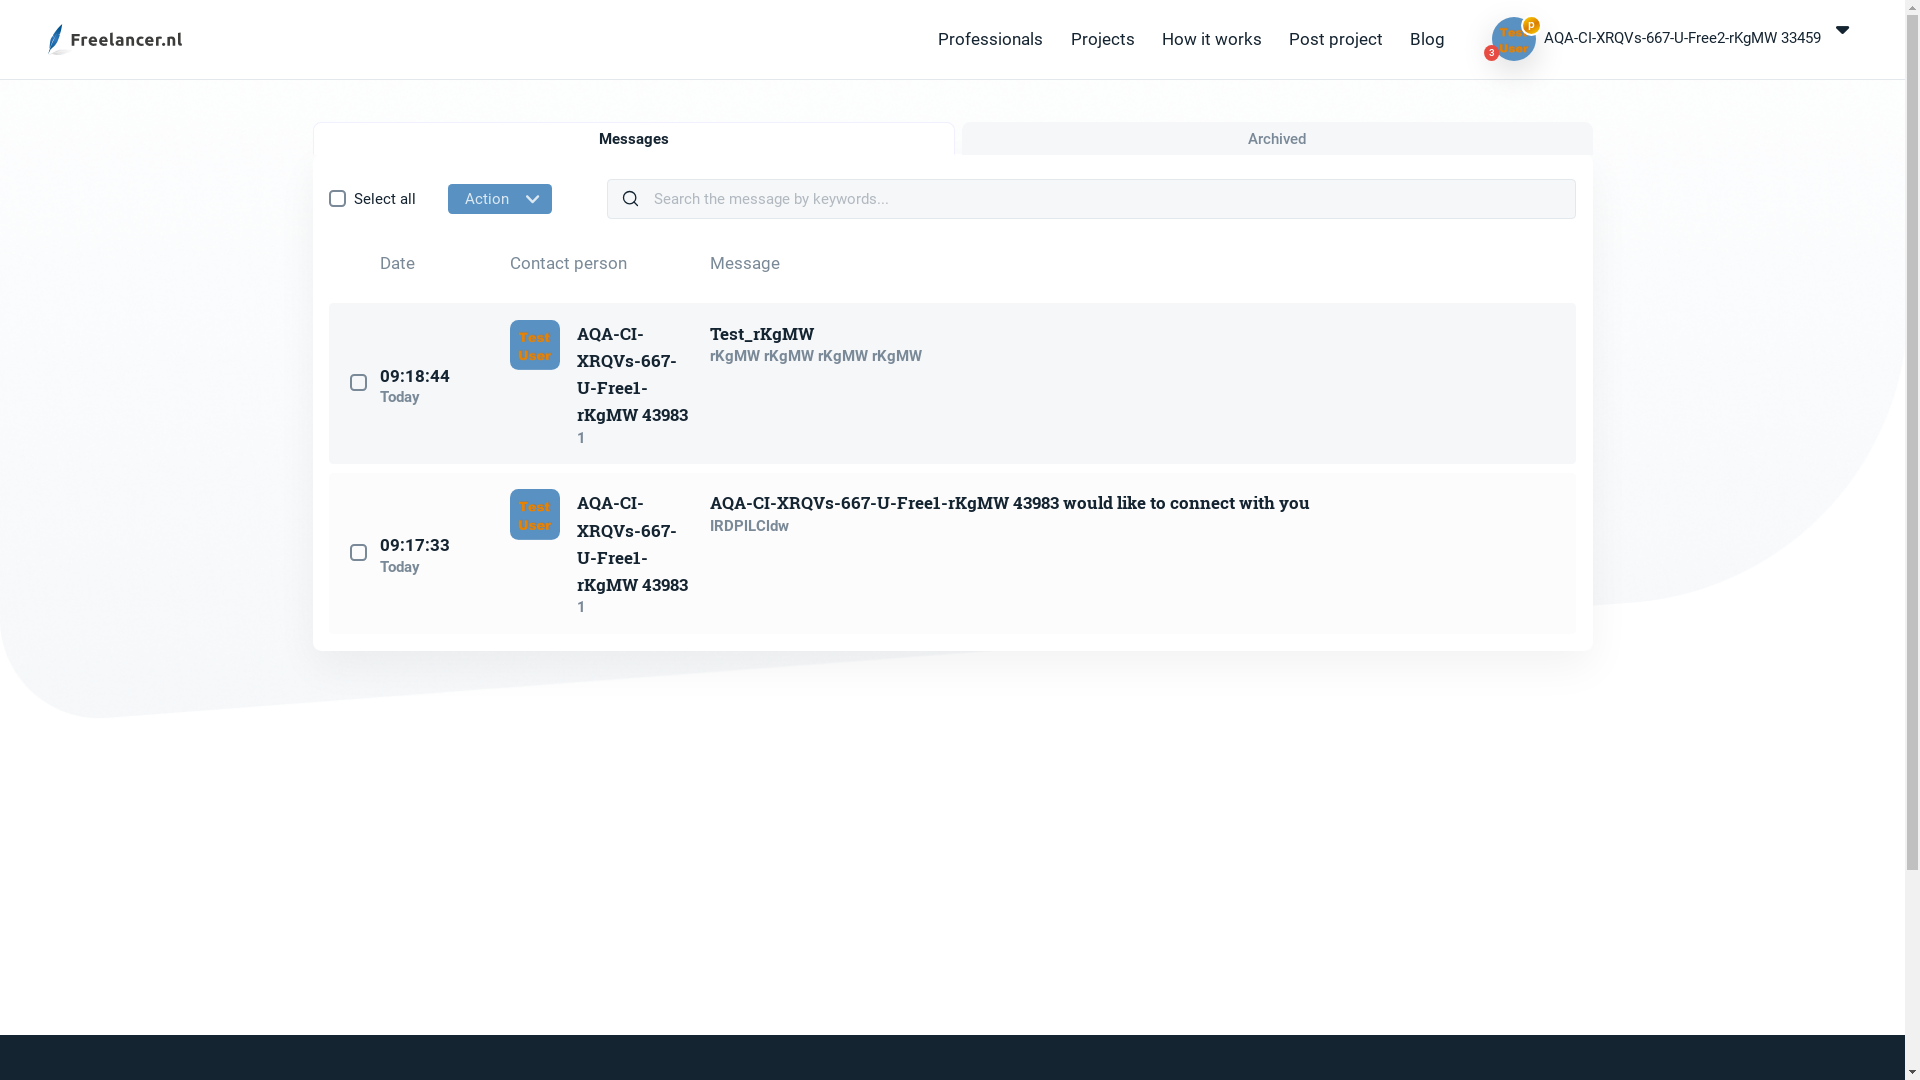 Freelancer.nl
Professionals
Projects
How it works
Post project
Blog
Test
User
p
3
AQA-CI-XRQVs-667-U-Free2-rKgMW 33459
Messages
Archived
Select all
Action
Search the message by keywords...
Date
Contact person
Message
09:18:44
Today
Test
User
AQA-CI-
XRQVs-667-
U-Free1-
rKgMW 43983
1
Test_rKgMW
rKgMW rKgMW rKgMW rKgMW
09:17:33
Today
Test
User
AQA-CI-
XRQVs-667-
U-Free1-
rKgMW 43983
1
AQA-CI-XRQVs-667-U-Free1-rKgMW 43983 would like to connect with you